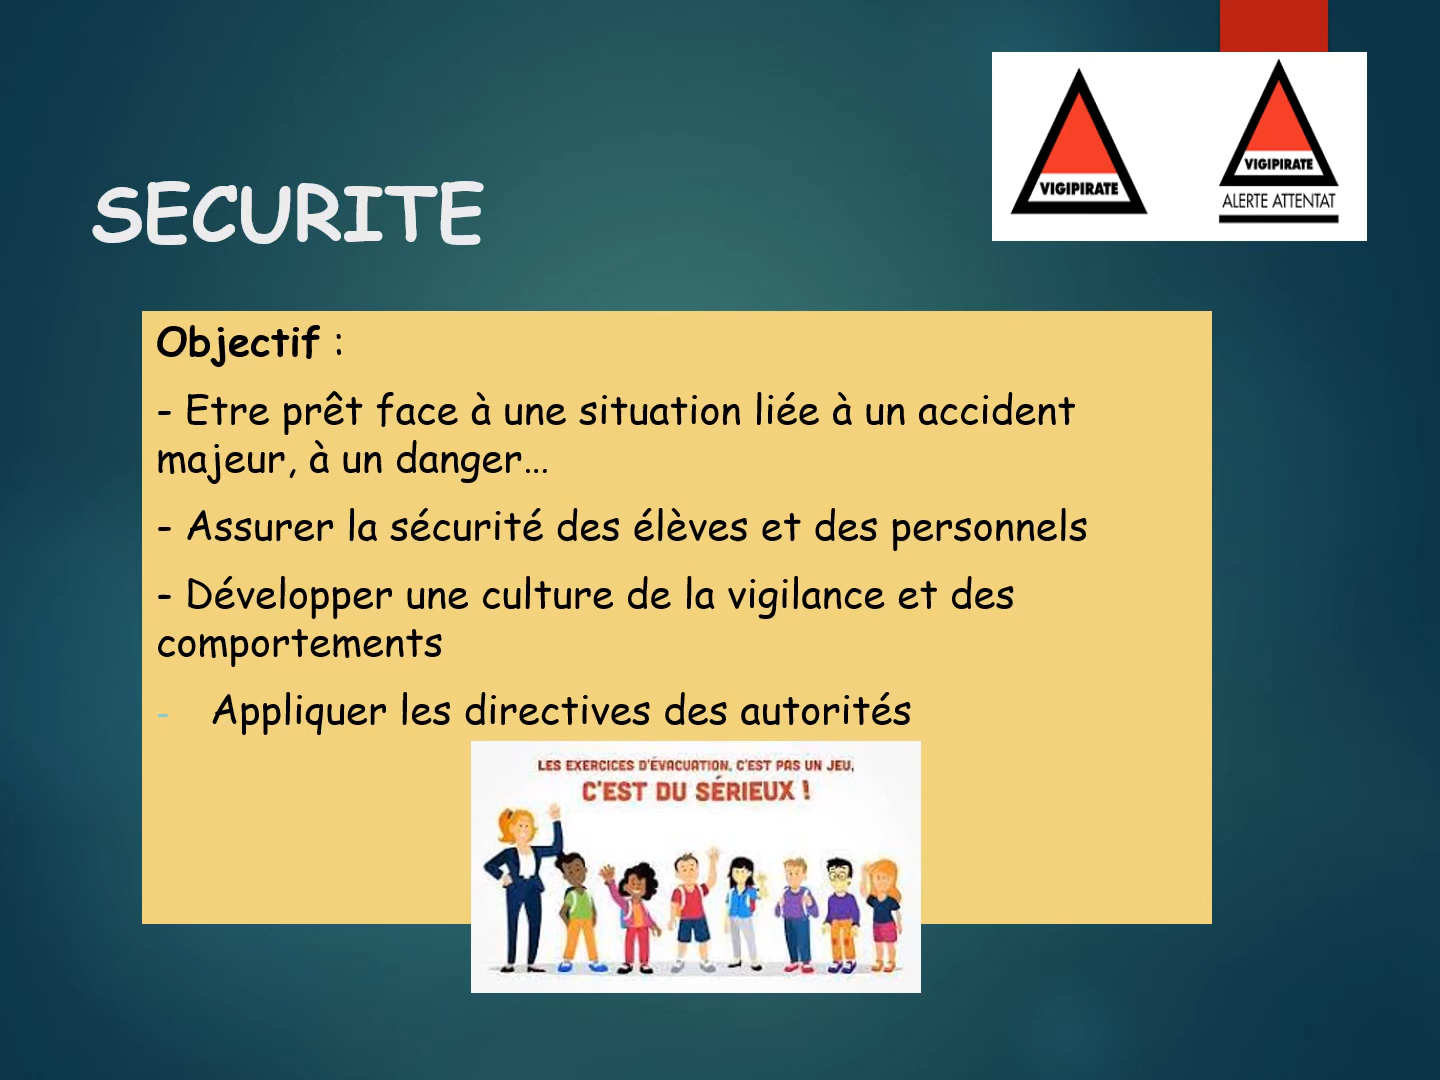 VIGIPIRATE
VIGIPIRATE
ALERTE ATTENTAT
SECURITE
Objectif :
- Etre prêt face à une situation liée à un accident
majeur, à un danger…
- Assurer la sécurité des élèves et des personnels
- Développer une culture de la vigilance et des
comportements
- Appliquer les directives des autorités
LES EXERCICES D'ÉVACUATION, C'EST PAS UN JEU,
C'EST DU SÉRIEUX !